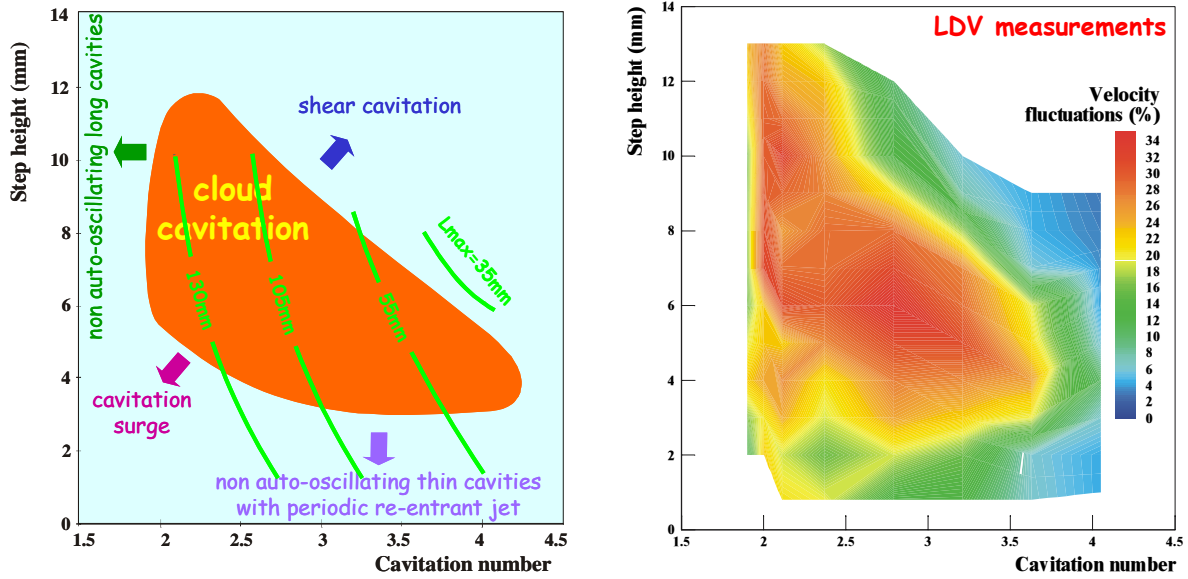 Step height (mm)
14
12
10
8
6
4
2
0
1.5
2
2.5
3
3.5
4
4.5
Cavitation number
non auto-oscillating long cavities
shear cavitation
cloud
cavitation
130mm
105mm
55mm
Lmax=35mm
cavitation
surge
non auto-oscillating thin cavities
with periodic re-entrant jet
LDV measurements
Step height (mm)
14
12
10
8
6
4
2
0
1.5
2
2.5
3
3.5
4
4.5
Cavitation number
Velocity
fluctuations (%)
34
32
30
28
26
24
22
20
18
16
14
12
10
8
6
4
2
0